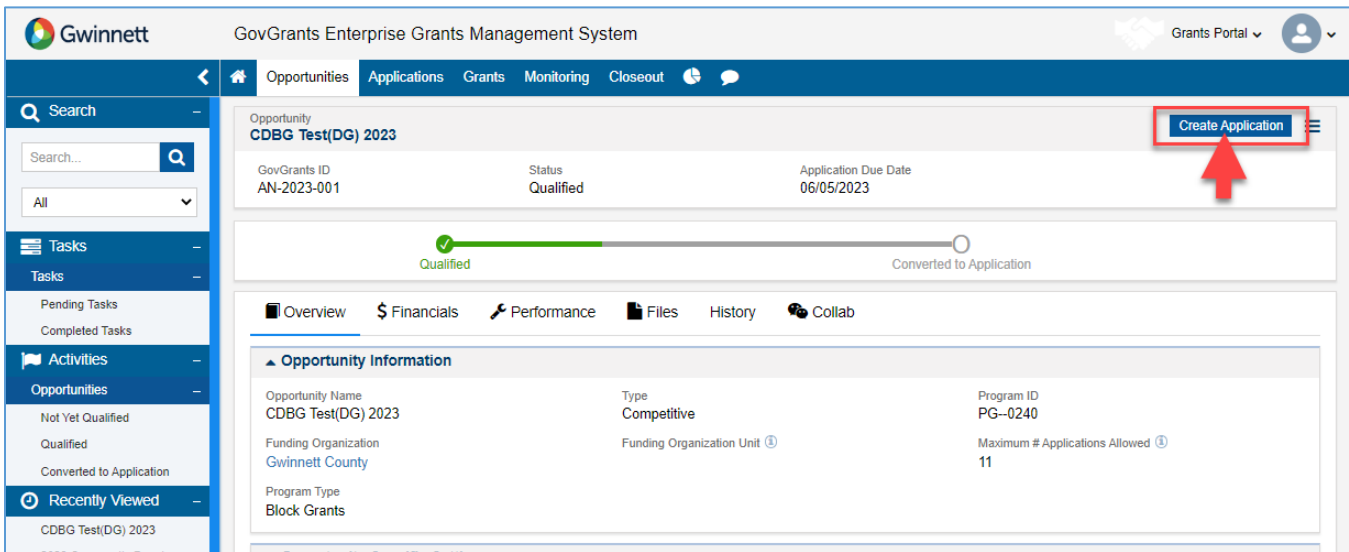 Gwinnett
GovGrants Enterprise Grants Management System
Grants Portal
Opportunities Applications Grants Monitoring Closeout
Search
Search...
All
Tasks
Tasks
Pending Tasks
Completed Tasks
Activities
Opportunities
Not Yet Qualified
Qualified
Converted to Application
Recently Viewed
CDBG Test(DG) 2023
Opportunity
CDBG Test(DG) 2023
Create Application
GovGrants ID Status Application Due Date
AN-2023-001 Qualified 06/05/2023
Qualified Converted to Application
Overview $ Financials Performance Files History Collab
Opportunity Information
Opportunity Name Type Program ID
CDBG Test(DG) 2023 Competitive PG--0240
Funding Organization Funding Organization Unit Maximum # Applications Allowed
Gwinnett County 11
Program Type
Block Grants